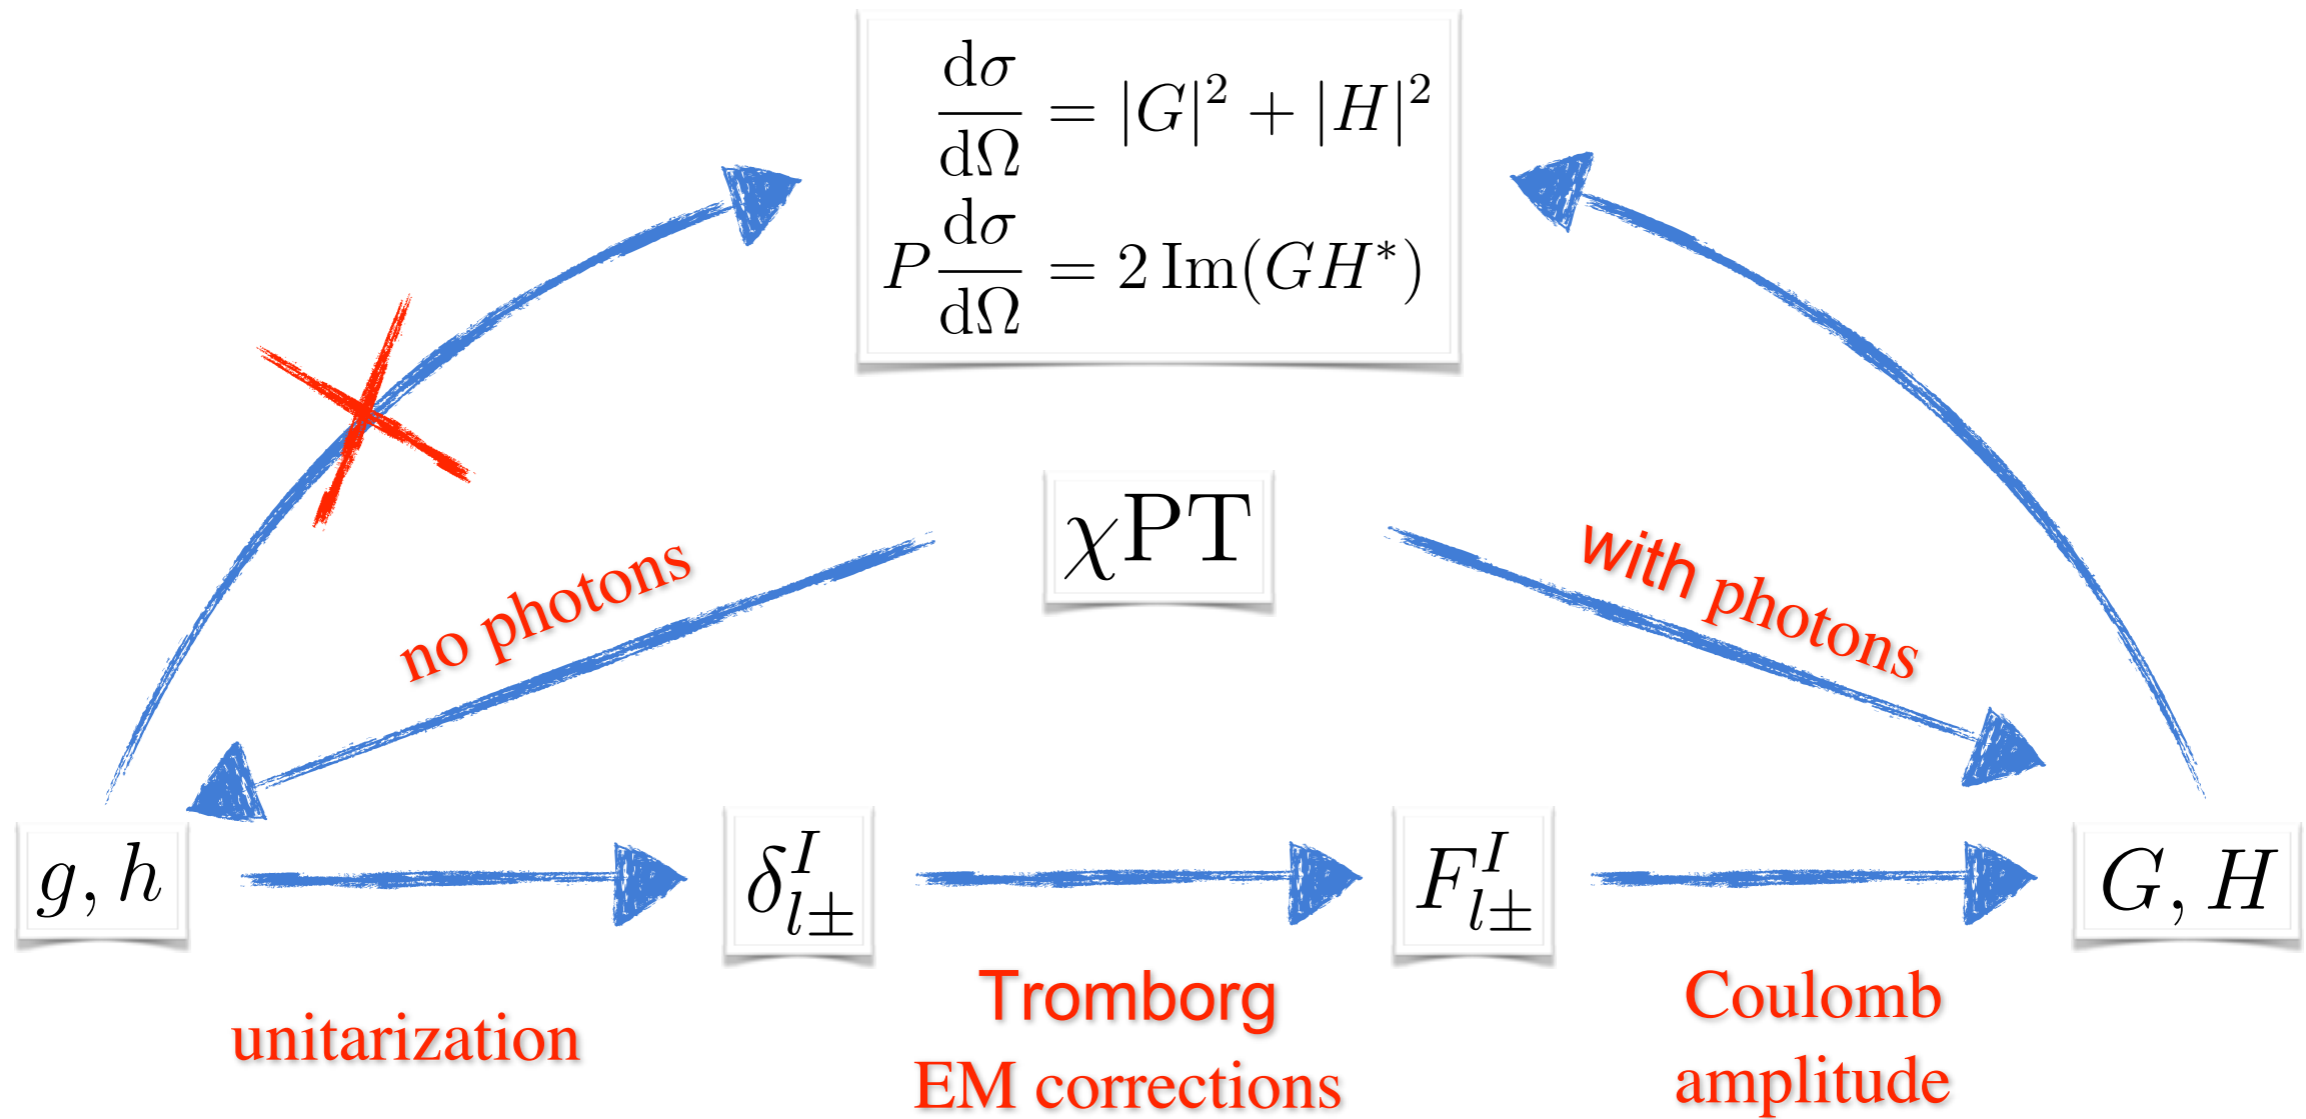 dσ/dΩ = |G|² + |H|²
P dσ/dΩ = 2 Im(GH*)
χPT
no photons
with photons
g, h
δ^I_{l±}
F^I_{l±}
G, H
unitarization
Tromborg
EM corrections
Coulomb
amplitude